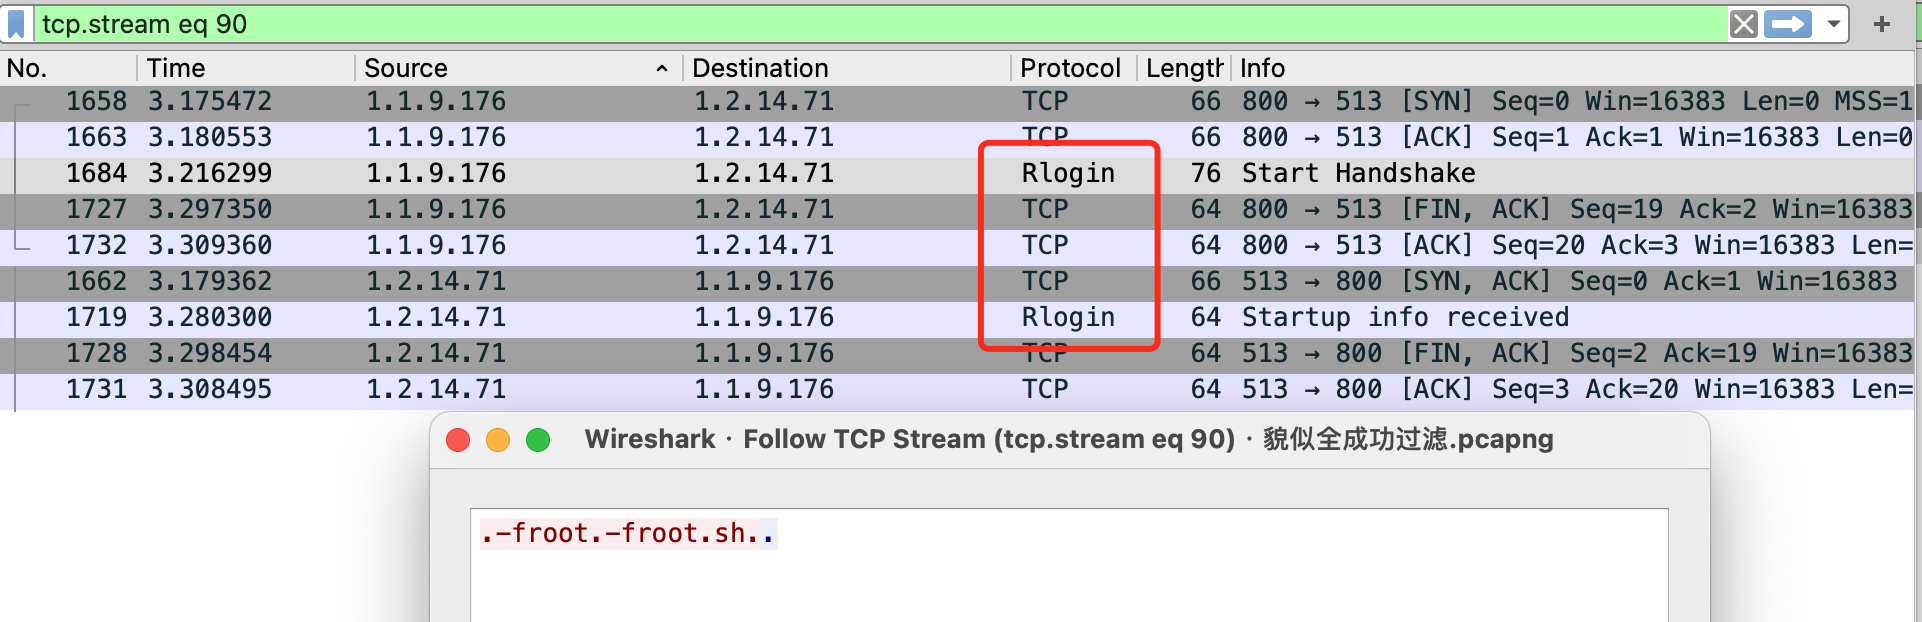 tcp.stream eq 90
No. Time Source Destination Protocol Length Info
1658 3.175472 1.1.9.176 1.2.14.71 TCP 66 800 → 513 [SYN] Seq=0 Win=16383 Len=0 MSS=1
1663 3.180553 1.1.9.176 1.2.14.71 TCP 66 800 → 513 [ACK] Seq=1 Ack=1 Win=16383 Len=0
1684 3.216299 1.1.9.176 1.2.14.71 Rlogin 76 Start Handshake
1727 3.297350 1.1.9.176 1.2.14.71 TCP 64 800 → 513 [FIN, ACK] Seq=19 Ack=2 Win=16383
1732 3.309360 1.1.9.176 1.2.14.71 TCP 64 800 → 513 [ACK] Seq=20 Ack=3 Win=16383 Len=
1662 3.179362 1.2.14.71 1.1.9.176 TCP 66 513 → 800 [SYN, ACK] Seq=0 Ack=1 Win=16383
1719 3.280300 1.2.14.71 1.1.9.176 Rlogin 64 Startup info received
1728 3.298454 1.2.14.71 1.1.9.176 TCP 64 513 → 800 [FIN, ACK] Seq=2 Ack=19 Win=16383
1731 3.308495 1.2.14.71 1.1.9.176 TCP 64 513 → 800 [ACK] Seq=3 Ack=20 Win=16383 Len=
Wireshark · Follow TCP Stream (tcp.stream eq 90) · 貌似全成功过滤.pcapng
.-froot.-froot.sh..